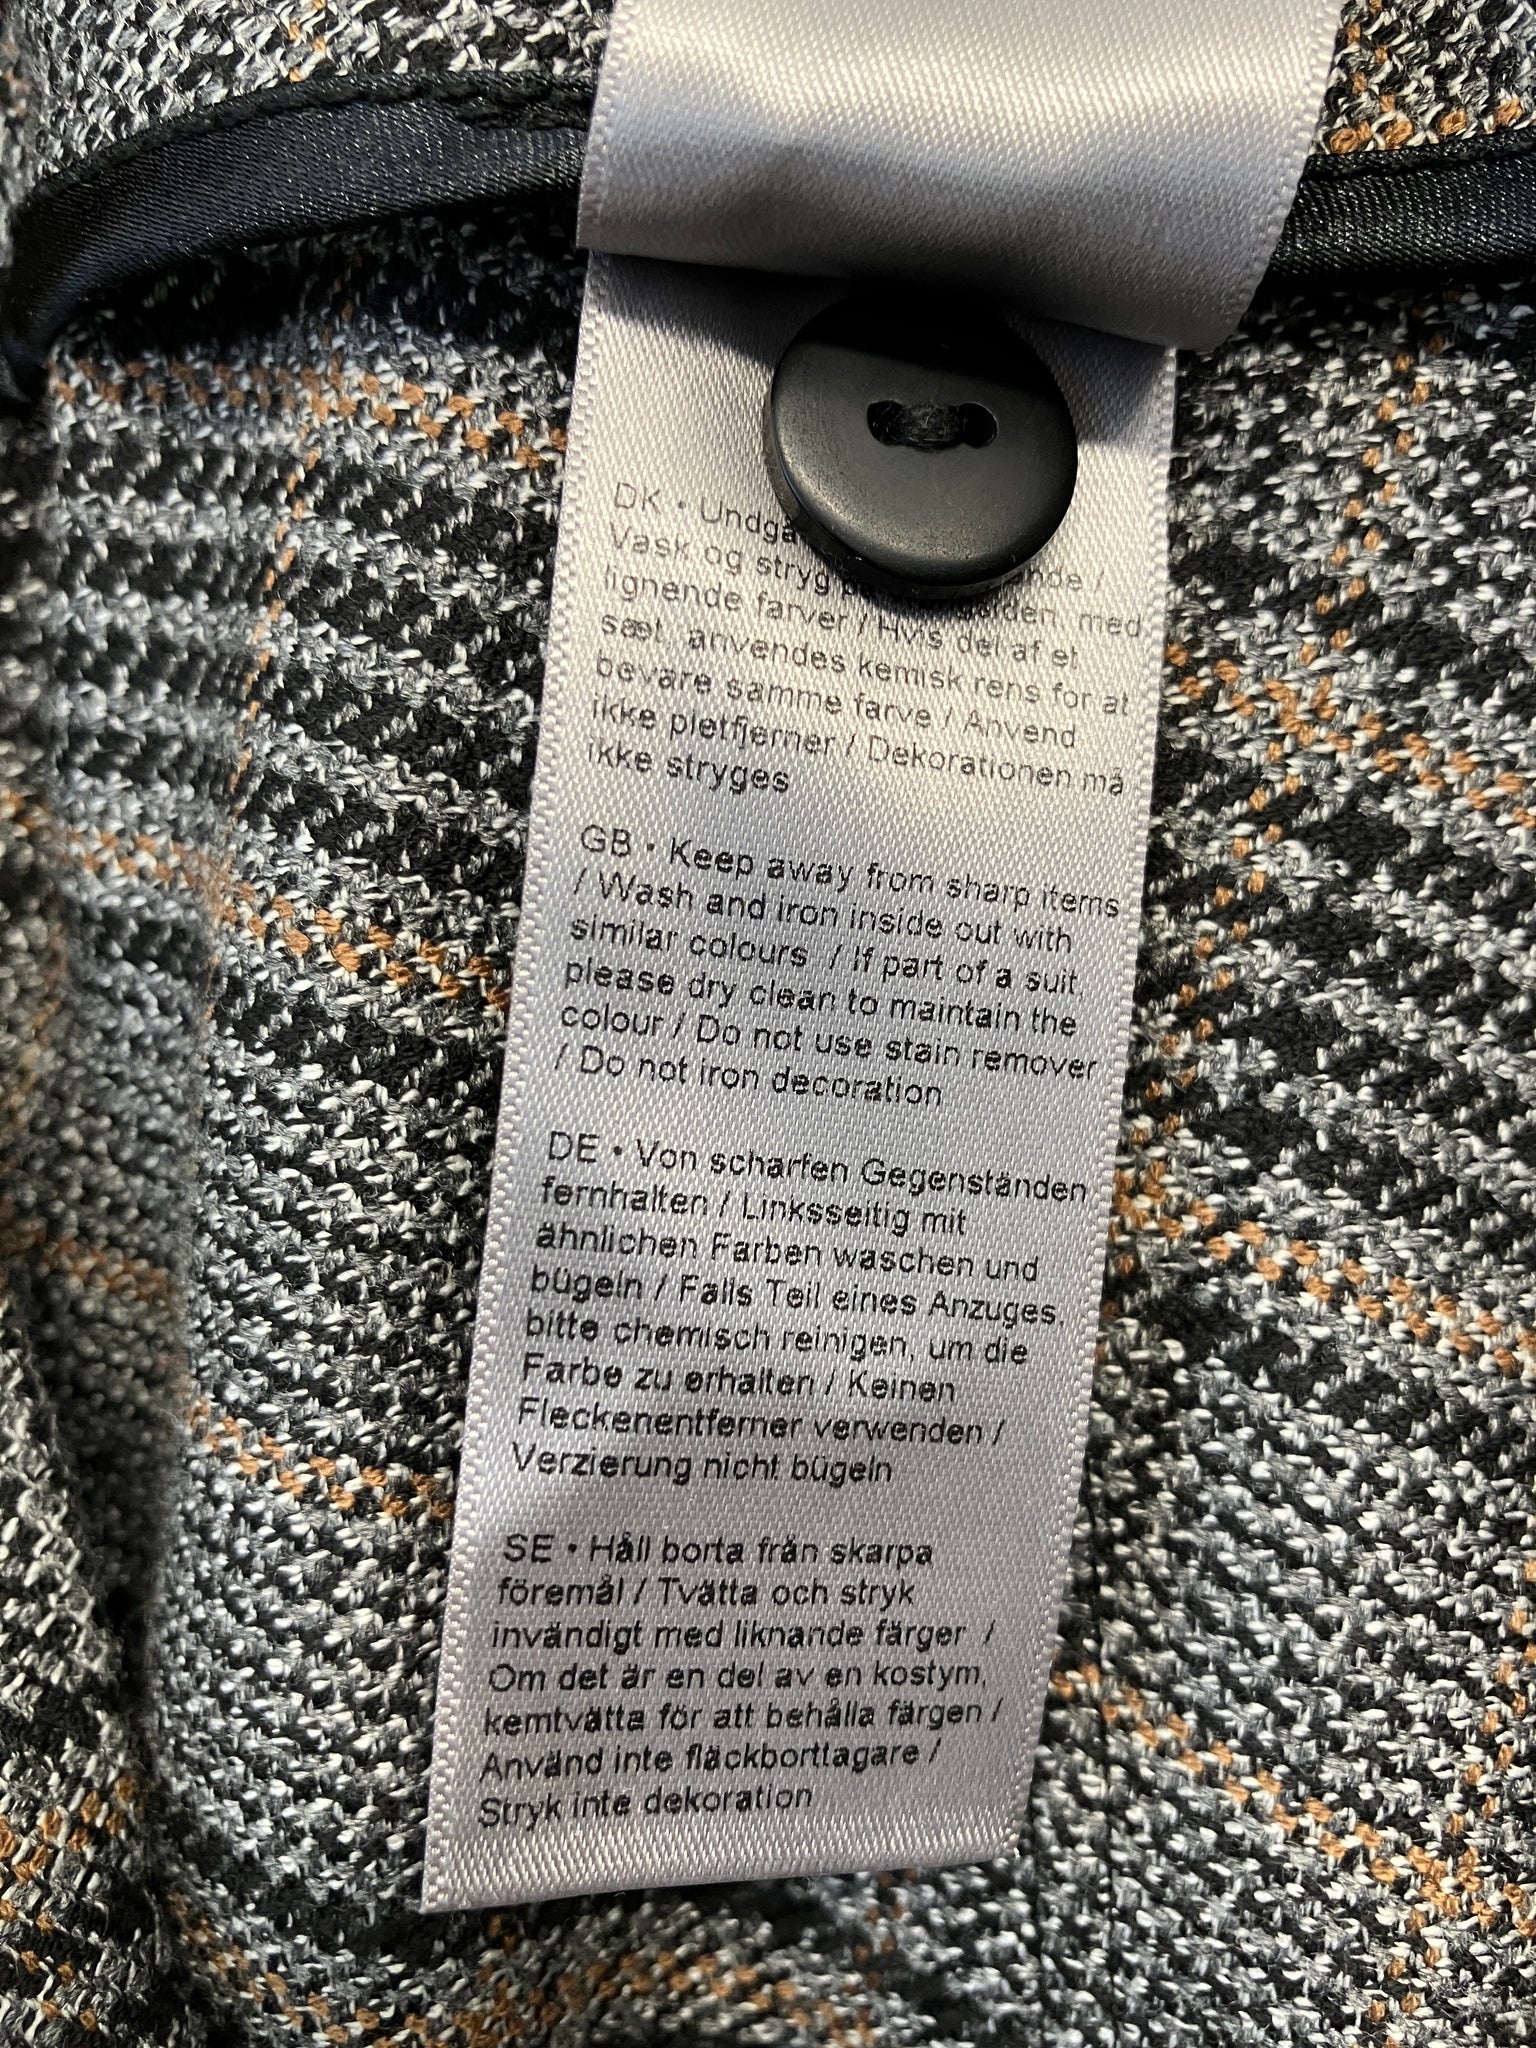 DK • Undgå
Vask og stryg med
lignende farver / Hvis del af et
sæt, anvendes kemisk rens for at
bevare samme farve / Anvend
ikke pletfjerner / Dekorationen må
ikke stryges
GB • Keep away from sharp items
/ Wash and iron inside out with
similar colours / If part of a suit,
please dry clean to maintain the
colour / Do not use stain remover
/ Do not iron decoration
DE • Von scharfen Gegenständen
fernhalten / Linksseitig mit
ähnlichen Farben waschen und
bügeln / Falls Teil eines Anzuges,
bitte chemisch reinigen, um die
Farbe zu erhalten / Keinen
Fleckenentferner verwenden /
Verzierung nicht bügeln
SE • Håll borta från skarpa
föremål / Tvätta och stryk
invändigt med liknande färger /
Om det är en del av en kostym,
kemtvätta för att behålla färgen /
Använd inte fläckborttagare /
Stryk inte dekoration